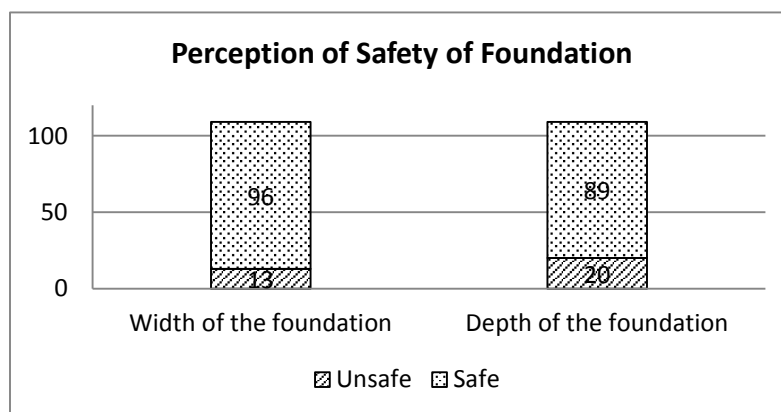 Perception of Safety of Foundation
100
50
0
96
13
89
20
Width of the foundation
Depth of the foundation
Unsafe
Safe